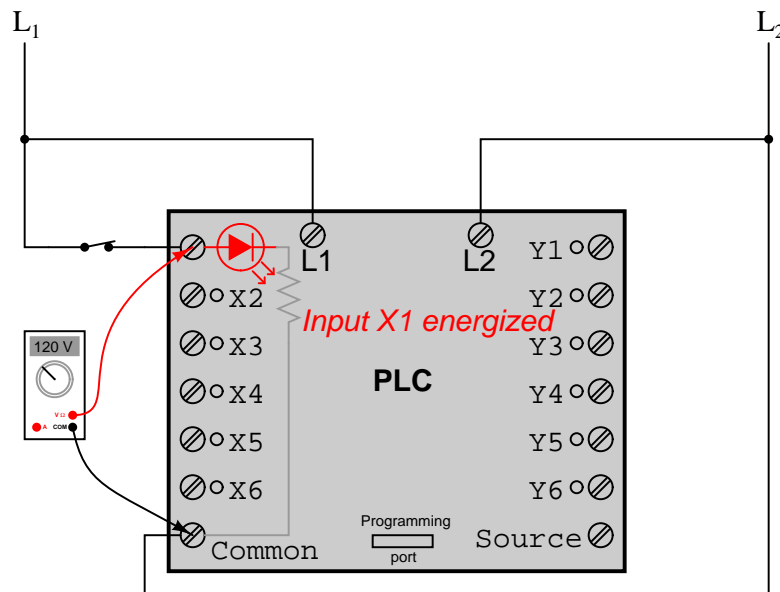 L1 L2
L1 L2
Y1
X2 Y2
Input X1 energized
120 V
X3 Y3
PLC
X4 Y4
V Ω
A COM
X5 Y5
X6 Y6
Programming
port
Common Source